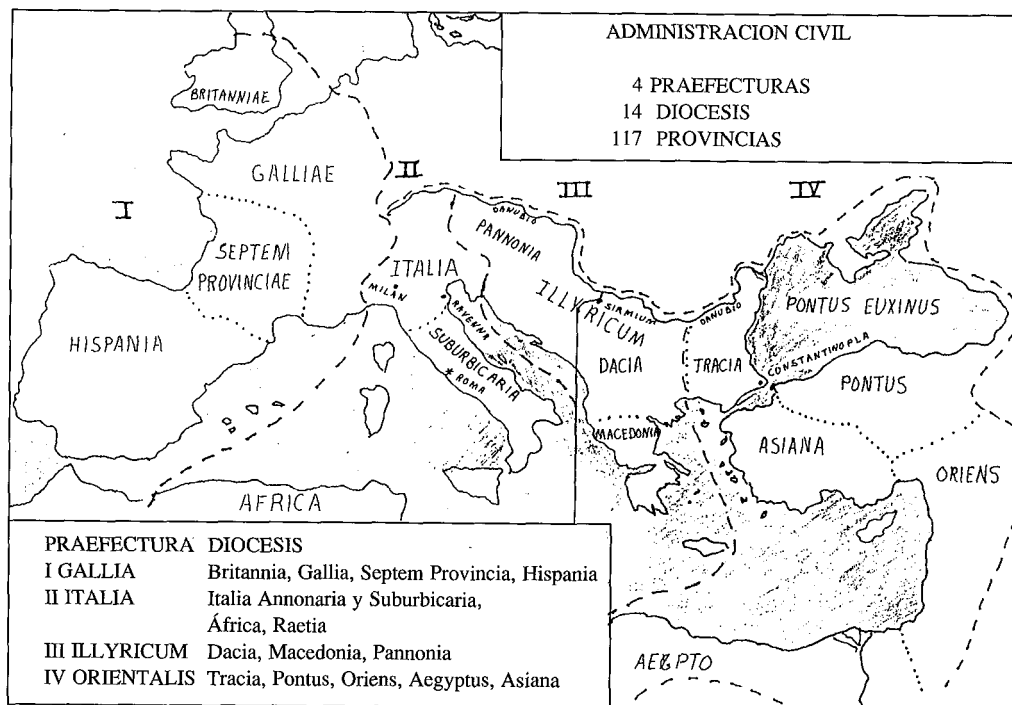 ADMINISTRACION CIVIL
4 PRAEFECTURAS
14 DIOCESIS
117 PROVINCIAS
BRITANNIAE
GALLIAE
II
III
IV
I
SEPTEM
PROVINCIAE
HISPANIA
DANUBIO
PANNONIA
ITALIA
MILÁN
RAVENNA
ILLYRICUM
SIRMIUM
SUBURBICARIA
ROMA
DACIA
MACEDONIA
DANUBIO
TRACIA
PONTUS EUXINUS
CONSTANTINOPLA
PONTUS
ASIANA
ORIENS
AFRICA
AEGPTO
PRAEFECTURA DIOCESIS
I GALLIA Britannia, Gallia, Septem Provincia, Hispania
II ITALIA Italia Annonaria y Suburbicaria,
África, Raetia
III ILLYRICUM Dacia, Macedonia, Pannonia
IV ORIENTALIS Tracia, Pontus, Oriens, Aegyptus, Asiana